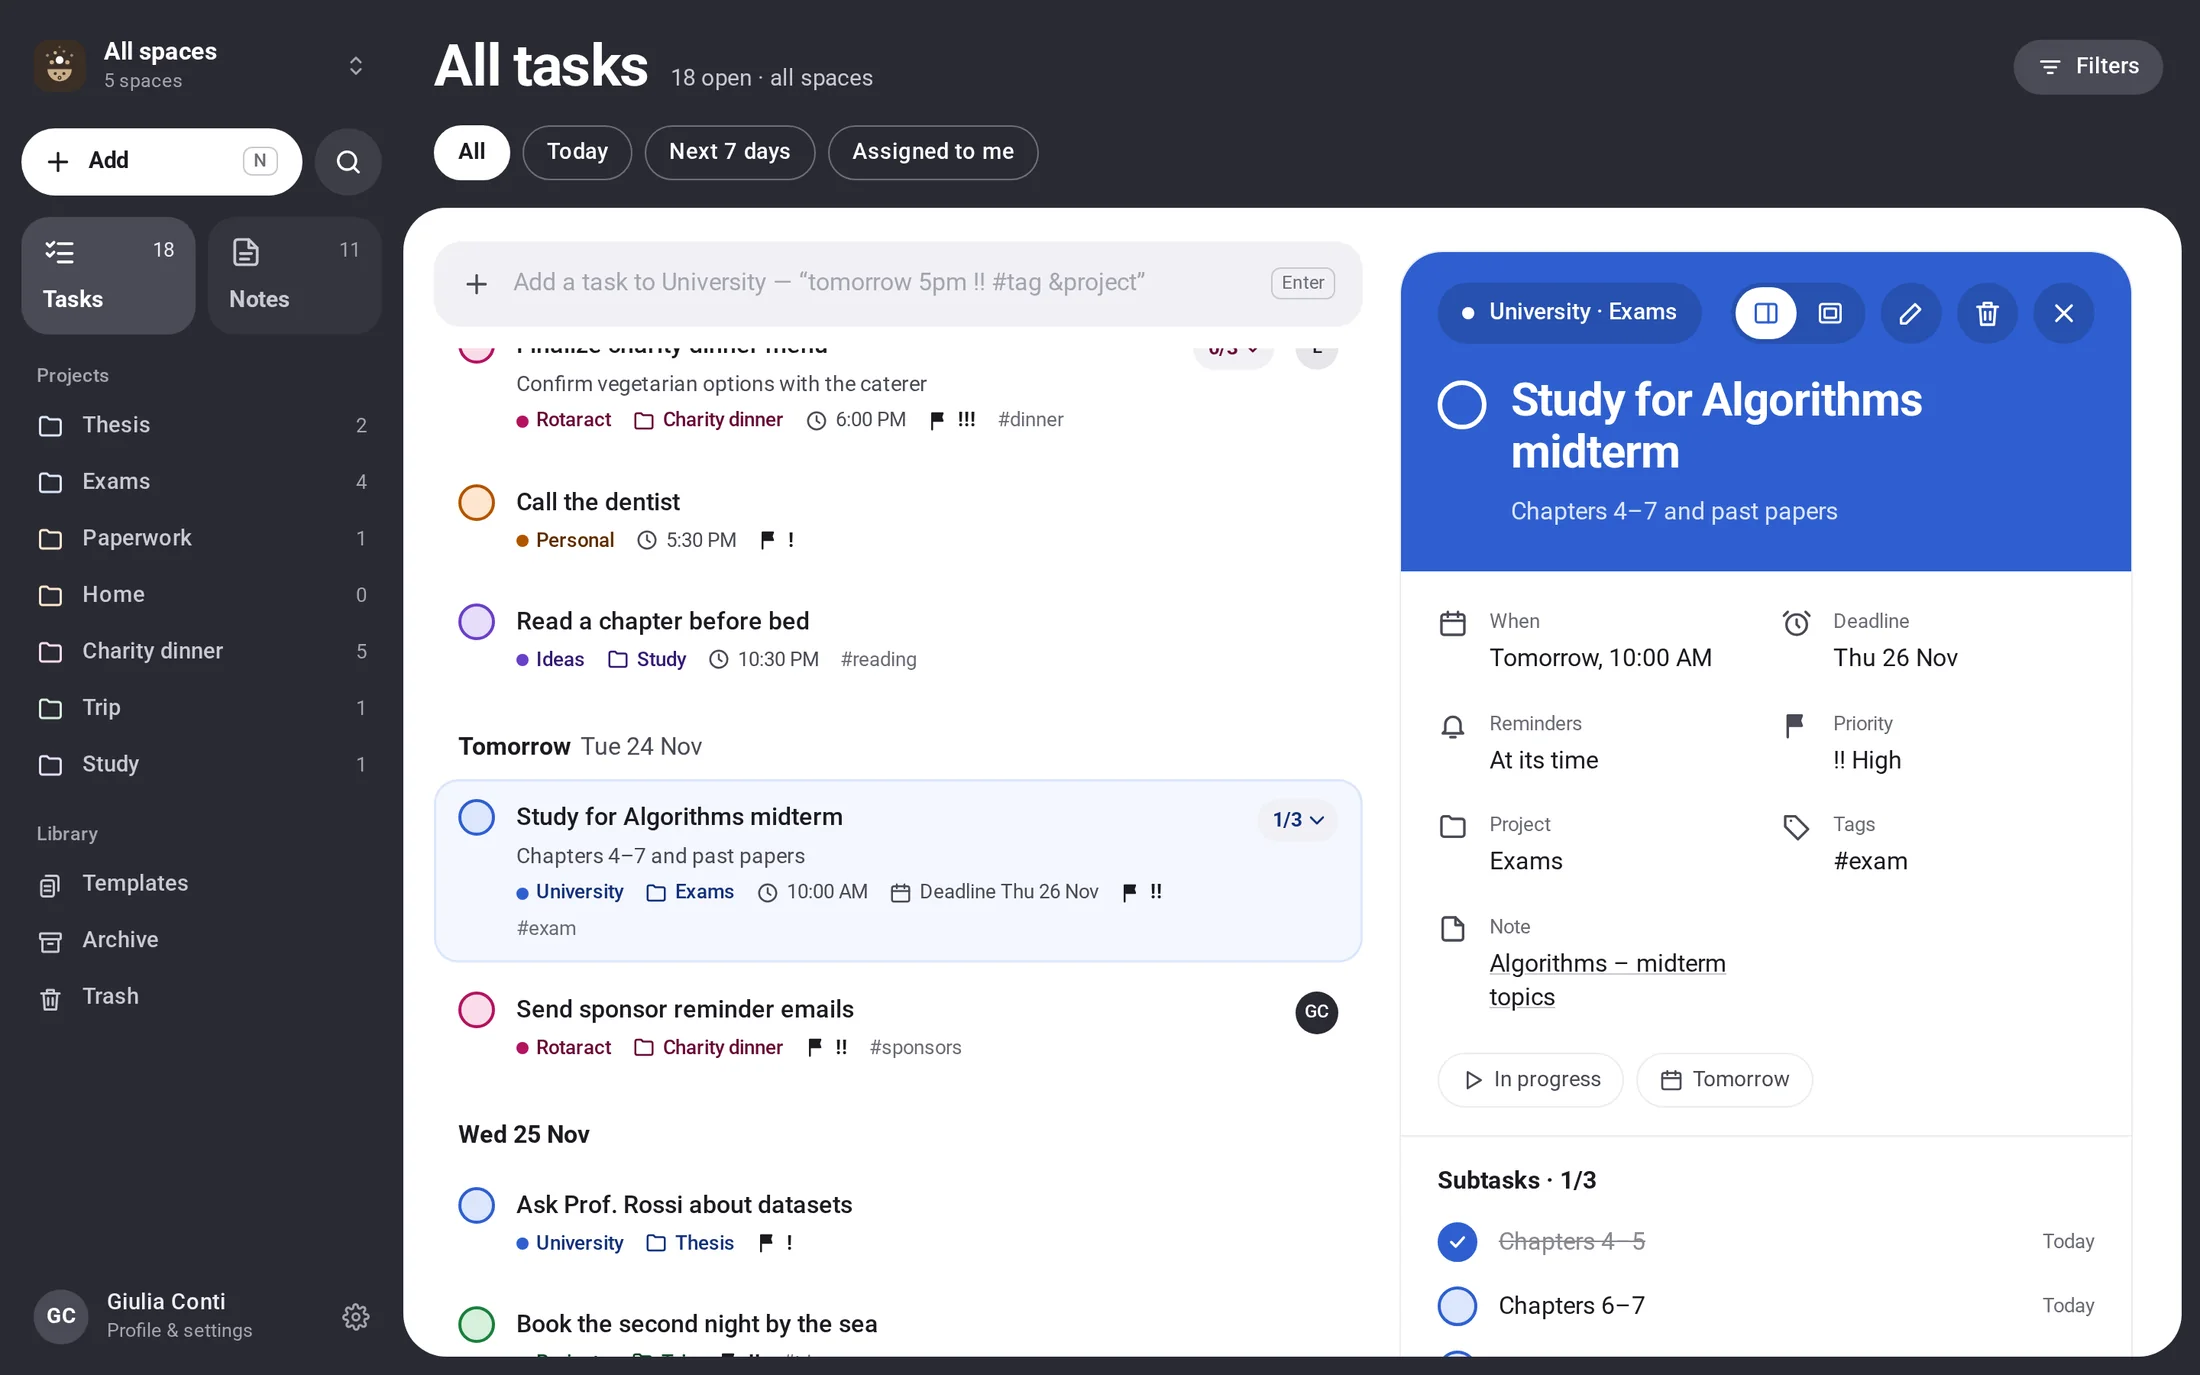 All spaces
5 spaces
Add N
18
Tasks
11
Notes
Projects
Thesis 2
Exams 4
Paperwork 1
Home 0
Charity dinner 5
Trip 1
Study 1
Library
Templates
Archive
Trash
GC
Giulia Conti
Profile & settings
All tasks 18 open · all spaces
Filters
All Today Next 7 days Assigned to me
Add a task to University — “tomorrow 5pm !! #tag &project” Enter
Finalize charity dinner menu 0/3
Confirm vegetarian options with the caterer
Rotaract Charity dinner 6:00 PM !!! #dinner
Call the dentist
Personal 5:30 PM !
Read a chapter before bed
Ideas Study 10:30 PM #reading
Tomorrow Tue 24 Nov
Study for Algorithms midterm 1/3
Chapters 4–7 and past papers
University Exams 10:00 AM Deadline Thu 26 Nov !!
#exam
Send sponsor reminder emails GC
Rotaract Charity dinner !! #sponsors
Wed 25 Nov
Ask Prof. Rossi about datasets
University Thesis !
Book the second night by the sea
University · Exams
Study for Algorithms
midterm
Chapters 4–7 and past papers
When
Tomorrow, 10:00 AM
Deadline
Thu 26 Nov
Reminders
At its time
Priority
!! High
Project
Exams
Tags
#exam
Note
Algorithms – midterm
topics
In progress Tomorrow
Subtasks · 1/3
Chapters 4–5 Today
Chapters 6–7 Today